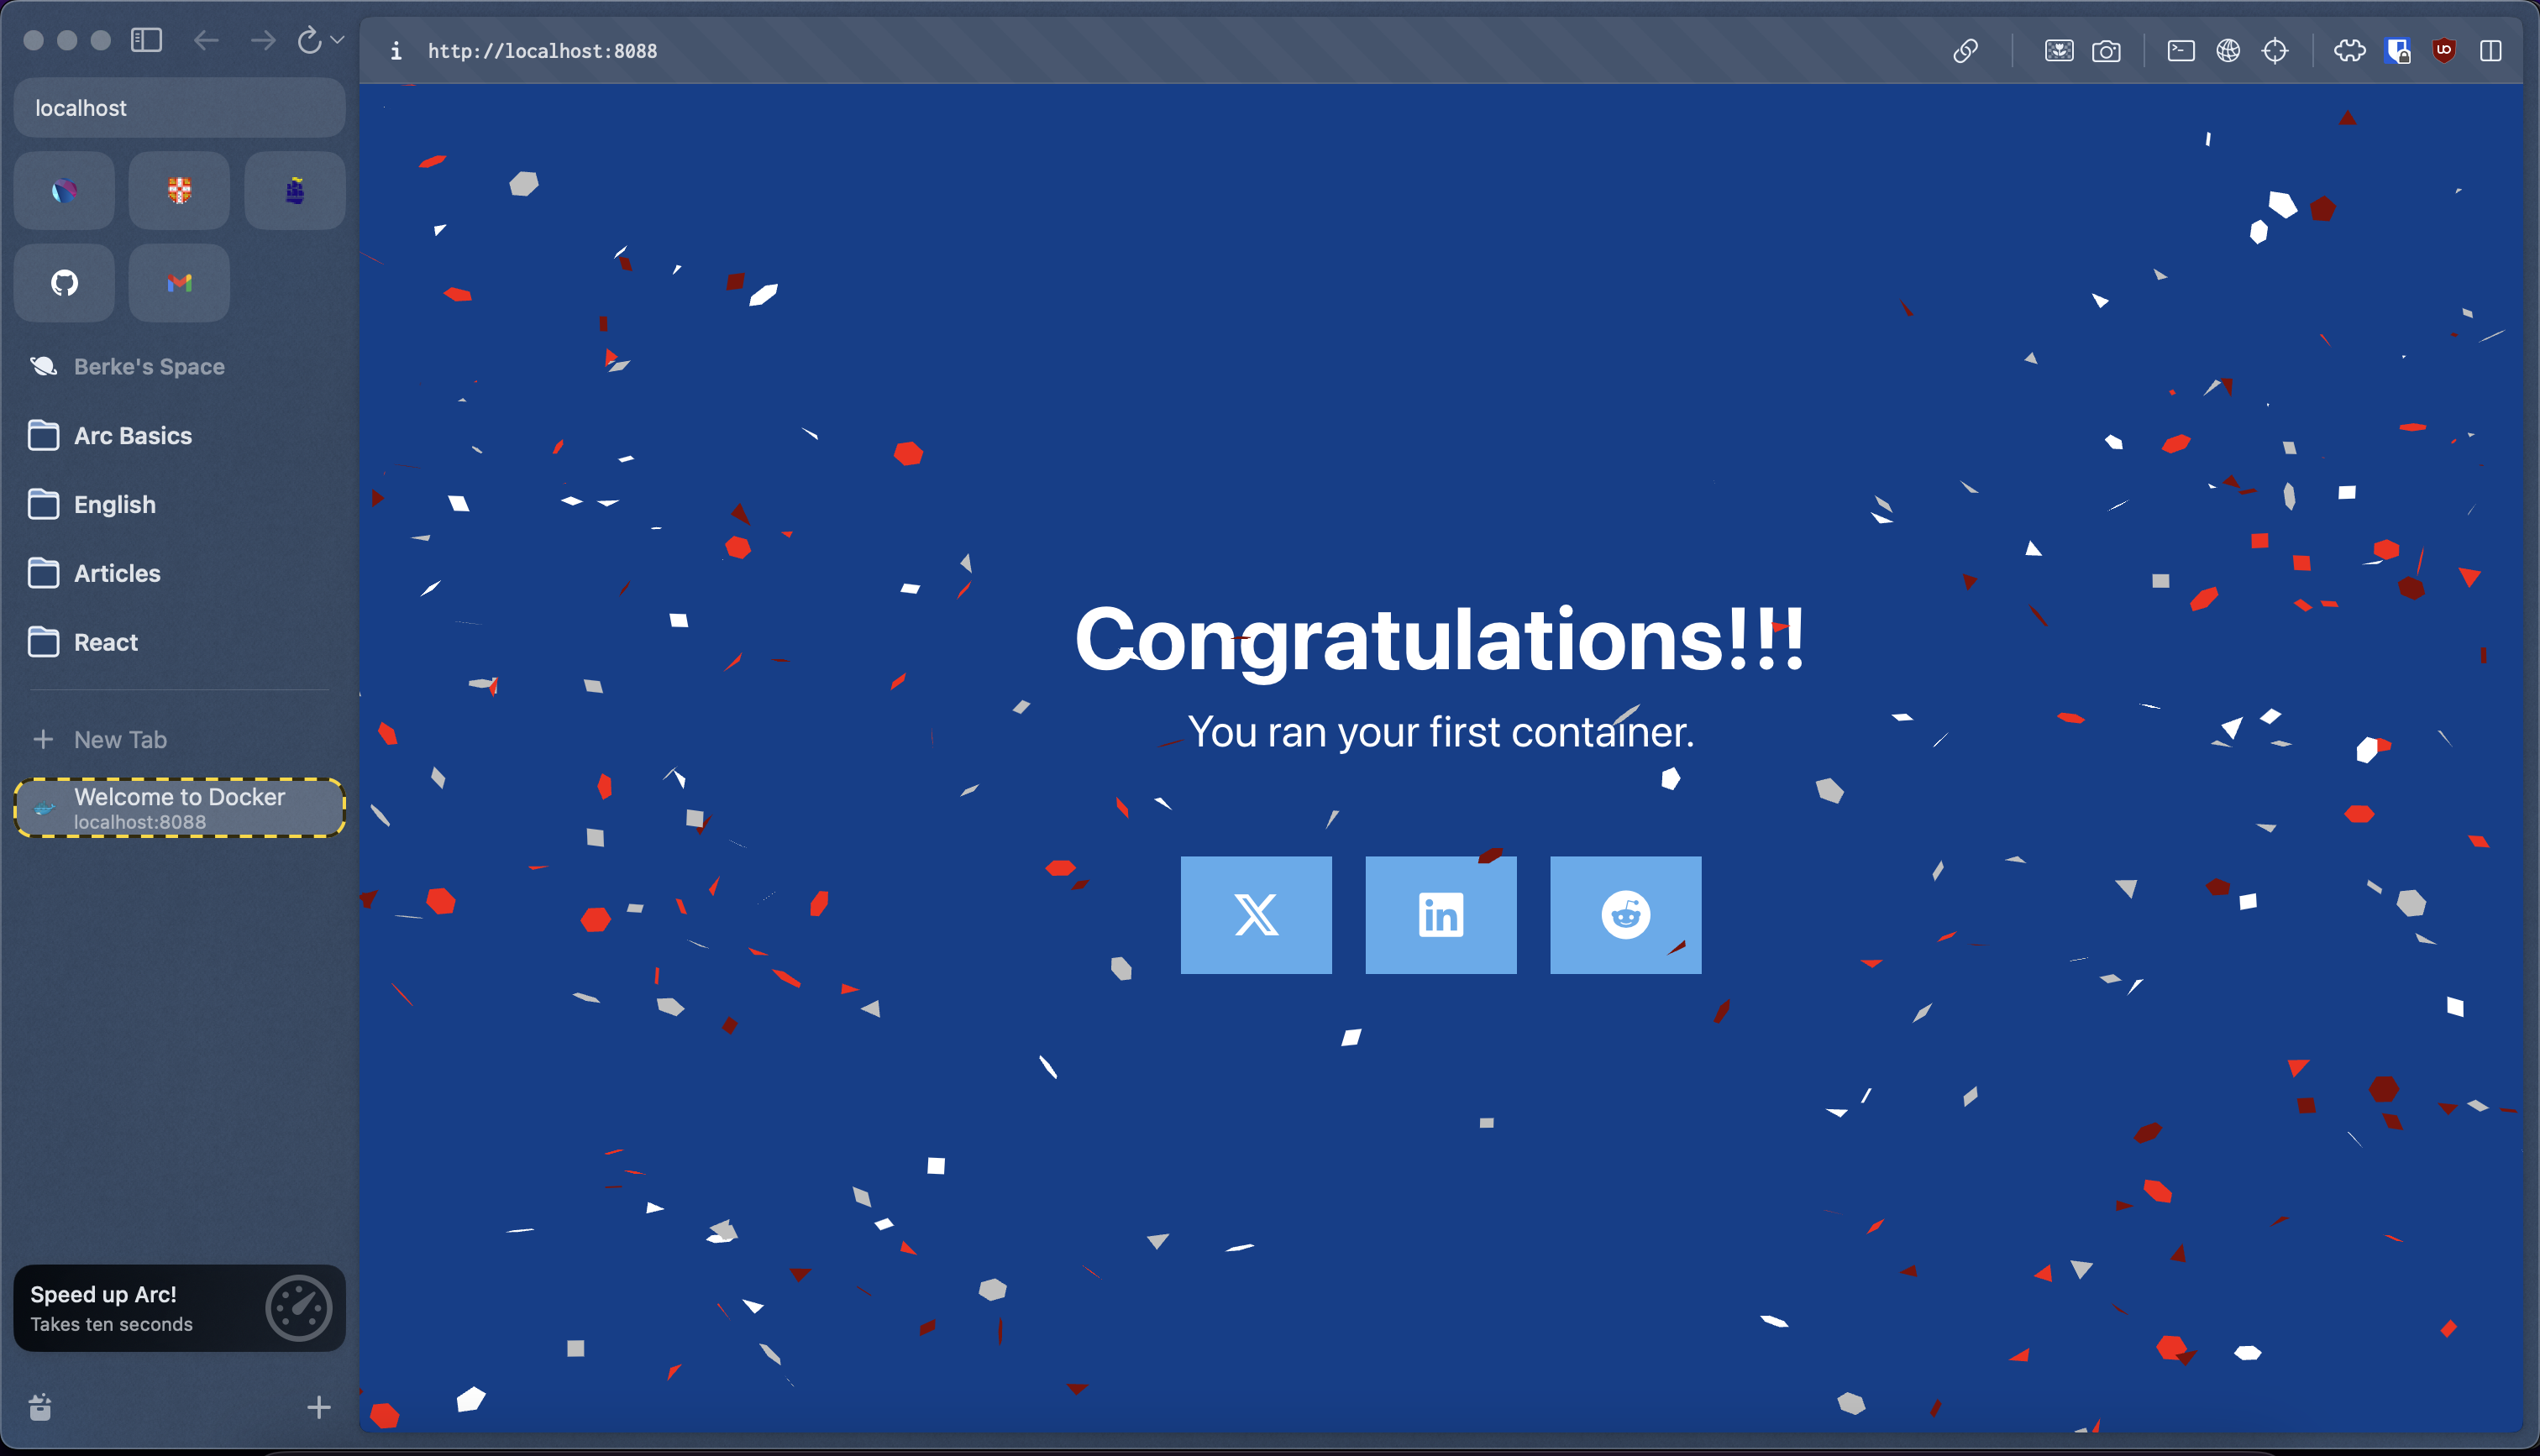 http://localhost:8088
localhost
Berke's Space
Arc Basics
English
Articles
React
New Tab
Welcome to Docker
localhost:8088
Speed up Arc!
Takes ten seconds
Congratulations!!!
You ran your first container.